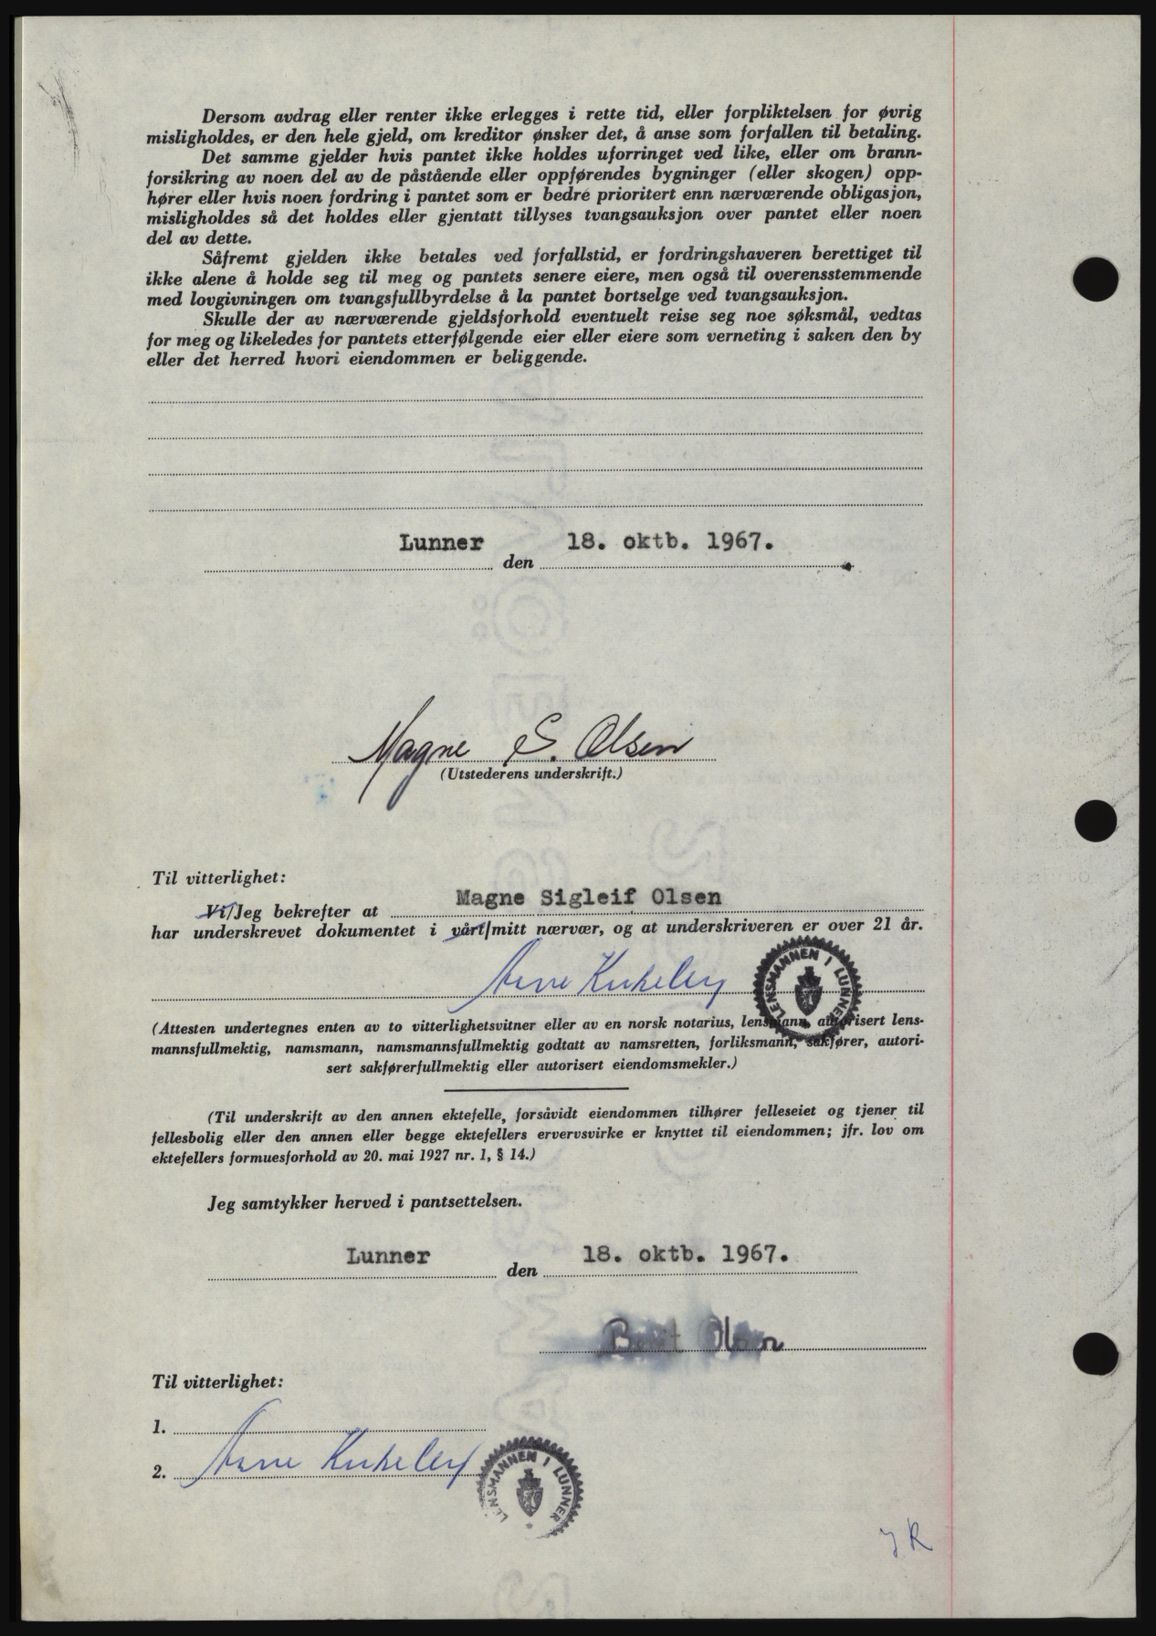 Dersom avdrag eller renter ikke erlegges i rette tid, eller forpliktelsen for øvrig
misligholdes, er den hele gjeld, om kreditor ønsker det, å anse som forfallen til betaling.
Det samme gjelder hvis pantet ikke holdes uforringet ved like, eller om brann-
forsikring av noen del av de påstående eller oppførendes bygninger (eller skogen) opp-
hører eller hvis noen fordring i pantet som er bedre prioritert enn nærværende obligasjon,
misligholdes så det holdes eller gjentatt tillyses tvangsauksjon over pantet eller noen
del av dette.
Såfremt gjelden ikke betales ved forfallstid, er fordringshaveren berettiget til
ikke alene å holde seg til meg og pantets senere eiere, men også til overensstemmende
med lovgivningen om tvangsfullbyrdelse å la pantet bortselge ved tvangsauksjon.
Skulle der av nærværende gjeldsforhold eventuelt reise seg noe søksmål, vedtas
for meg og likeledes for pantets etterfølgende eier eller eiere som verneting i saken den by
eller det herred hvori eiendommen er beliggende.
Lunner den 18. oktb. 1967.
Magne S. Olsen
(Utstederens underskrift.)
Til vitterlighet:
Vi/Jeg bekrefter at Magne Sigleif Olsen
har underskrevet dokumentet i vårt/mitt nærvær, og at underskriveren er over 21 år.
Arne Kirkeby
LENSMANNEN I LUNNER
(Attesten undertegnes enten av to vitterlighetsvitner eller av en norsk notarius, lensmann, autorisert lens-
mannsfullmektig, namsmann, namsmannsfullmektig godtatt av namsretten, forliksmann, sakfører, autori-
sert sakførerfullmektig eller autorisert eiendomsmekler.)
(Til underskrift av den annen ektefelle, forsåvidt eiendommen tilhører felleseiet og tjener til
fellesbolig eller den annen eller begge ektefellers ervervsvirke er knyttet til eiendommen; jfr. lov om
ektefellers formuesforhold av 20. mai 1927 nr. 1, § 14.)
Jeg samtykker herved i pantsettelsen.
Lunner den 18. oktb. 1967.
Berit Olsen
Til vitterlighet:
1.
2. Arne Kirkeby
LENSMANNEN I LUNNER